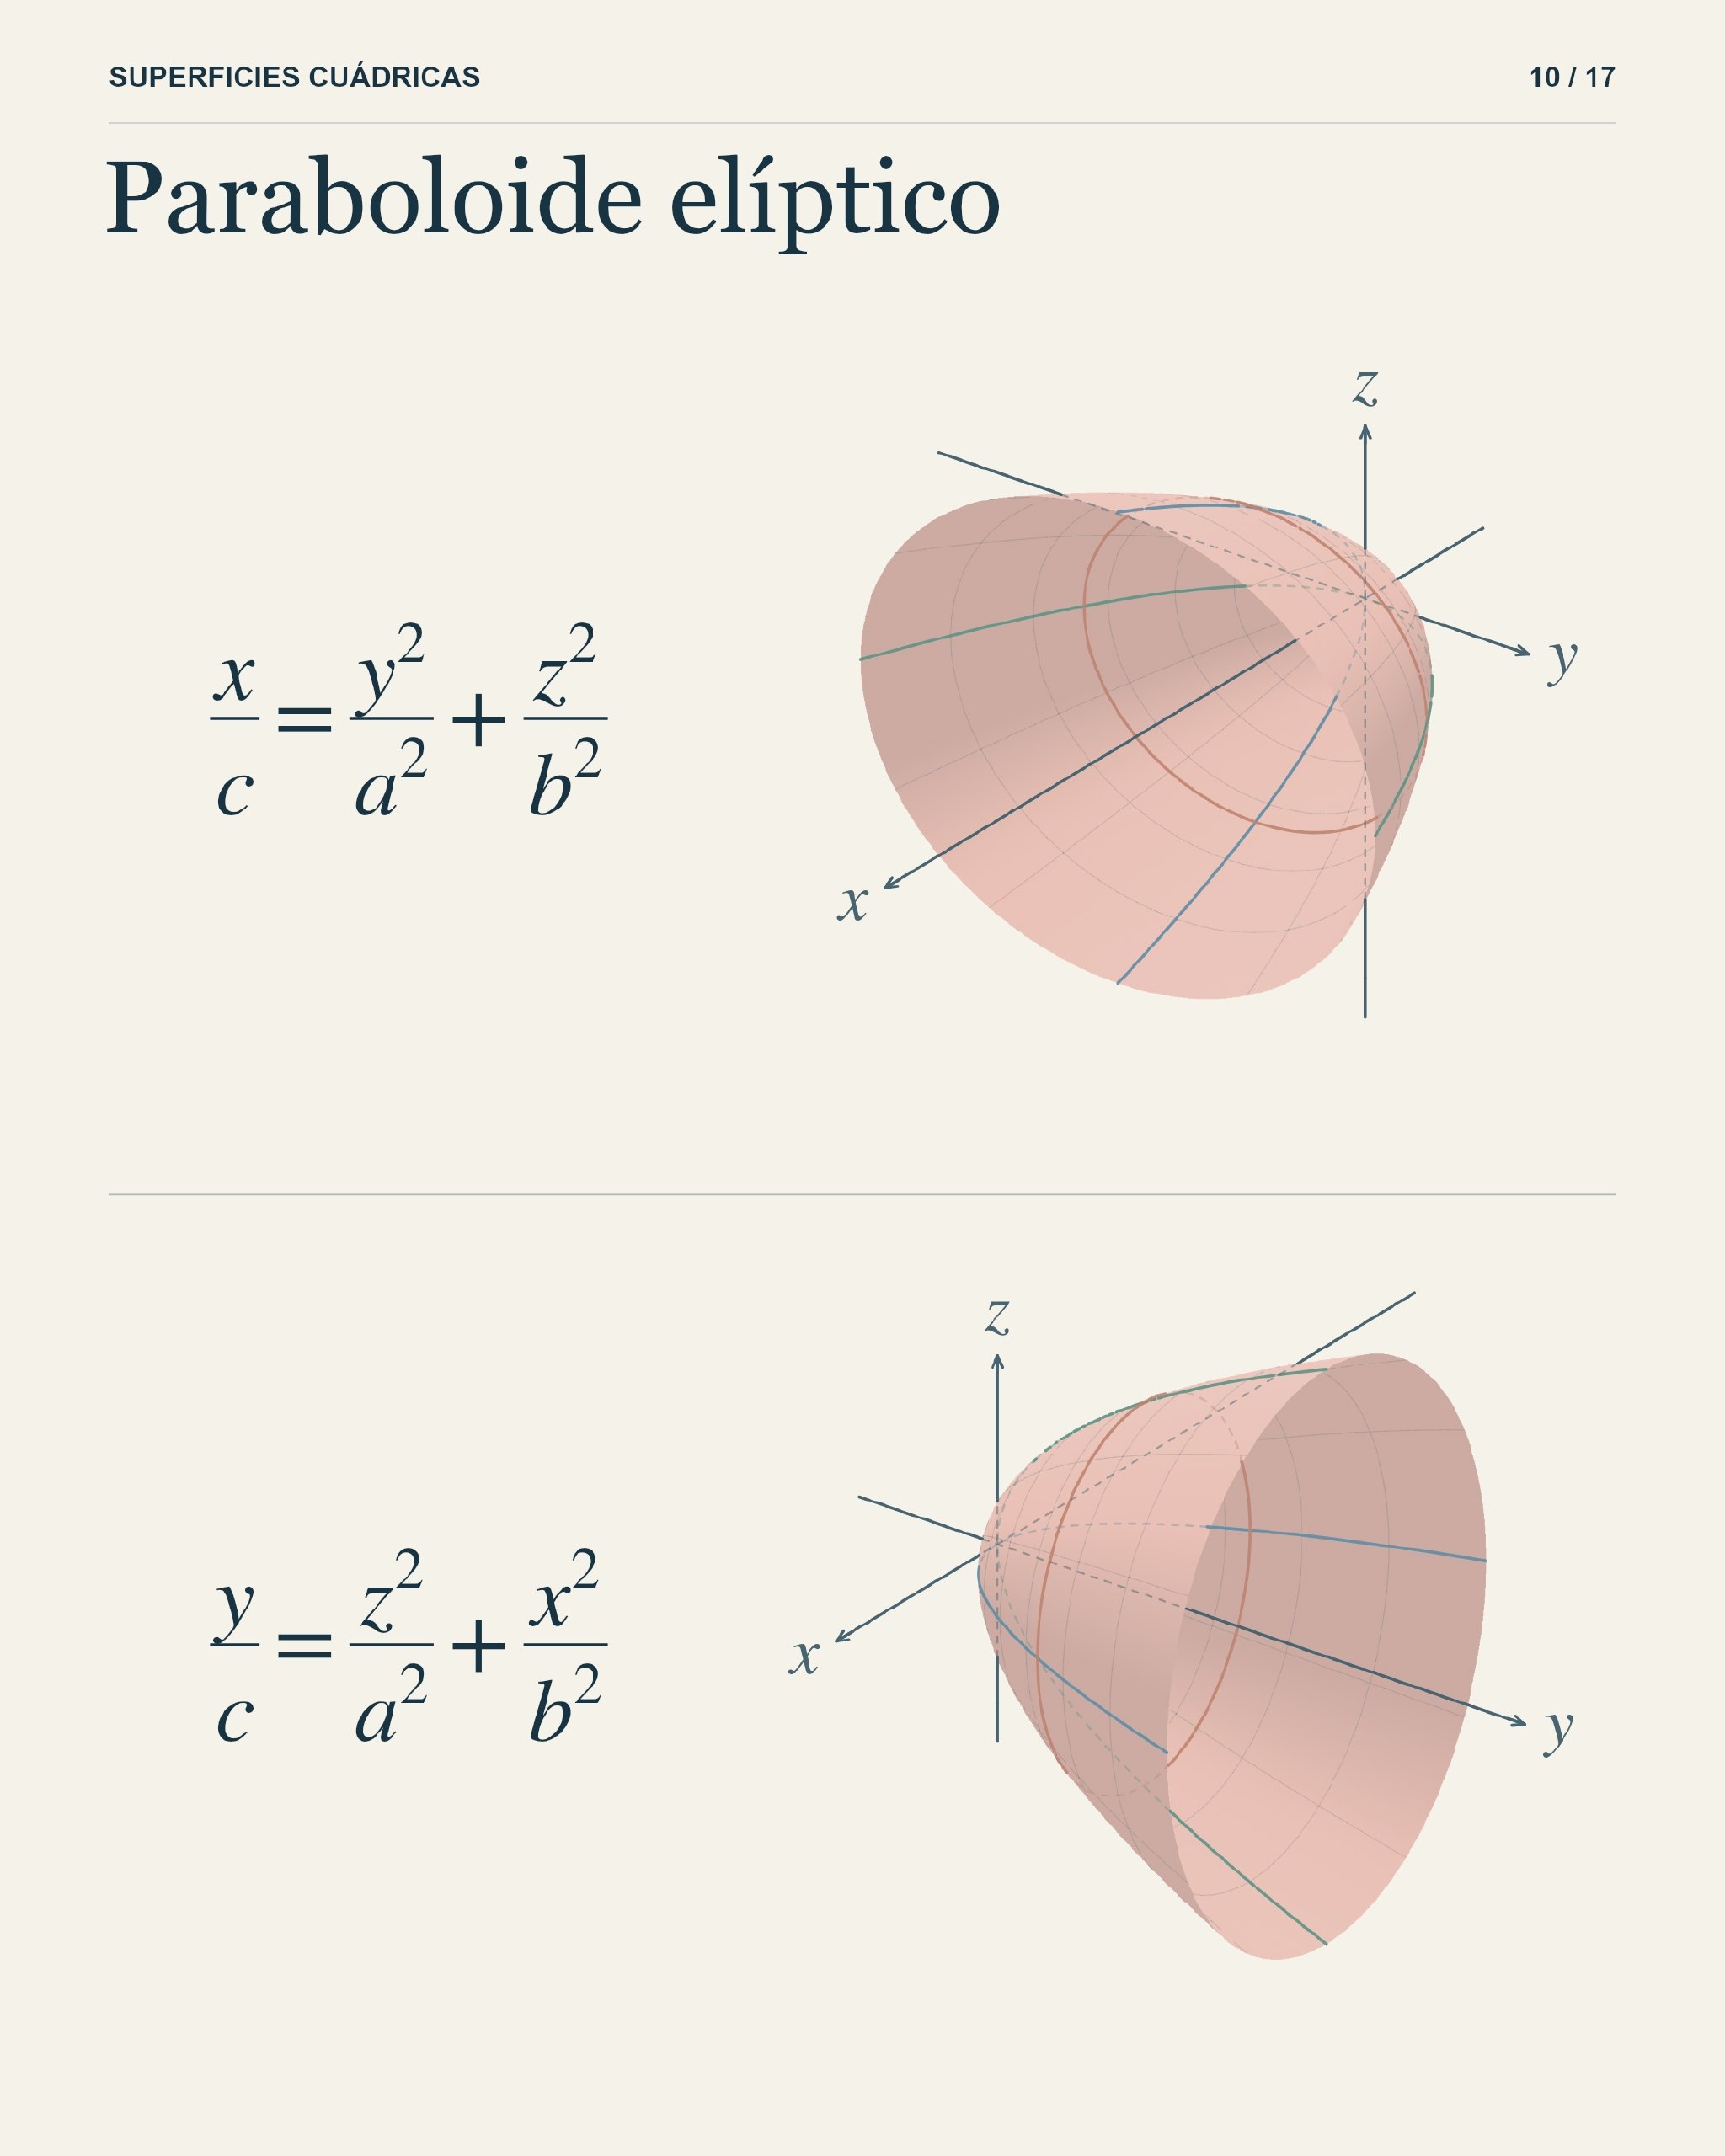 SUPERFICIES CUÁDRICAS 10 / 17
Paraboloide elíptico
z
y
x
x/c = y²/a² + z²/b²
z
x
y
y/c = z²/a² + x²/b²